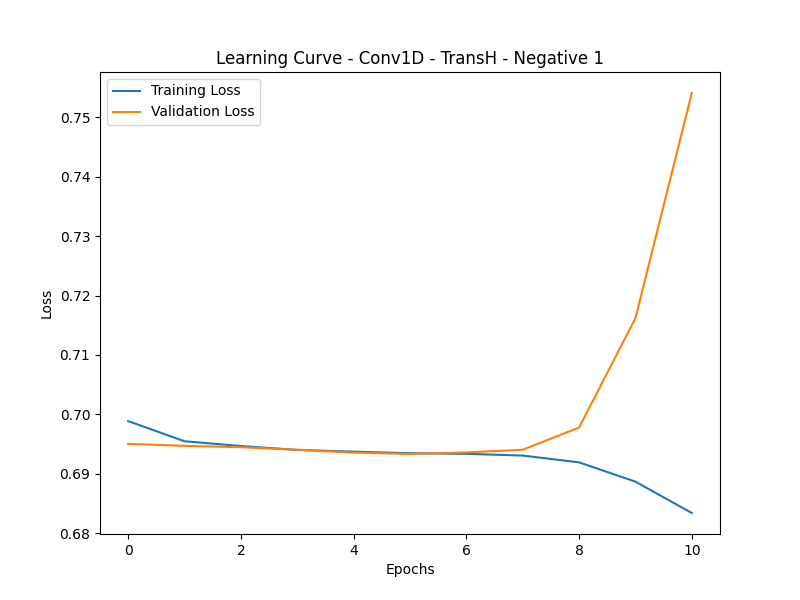 Learning Curve - Conv1D - TransH - Negative 1
Training Loss
Validation Loss
0.75
0.74
0.73
0.72
0.71
0.70
0.69
0.68
Loss
0 2 4 6 8 10
Epochs